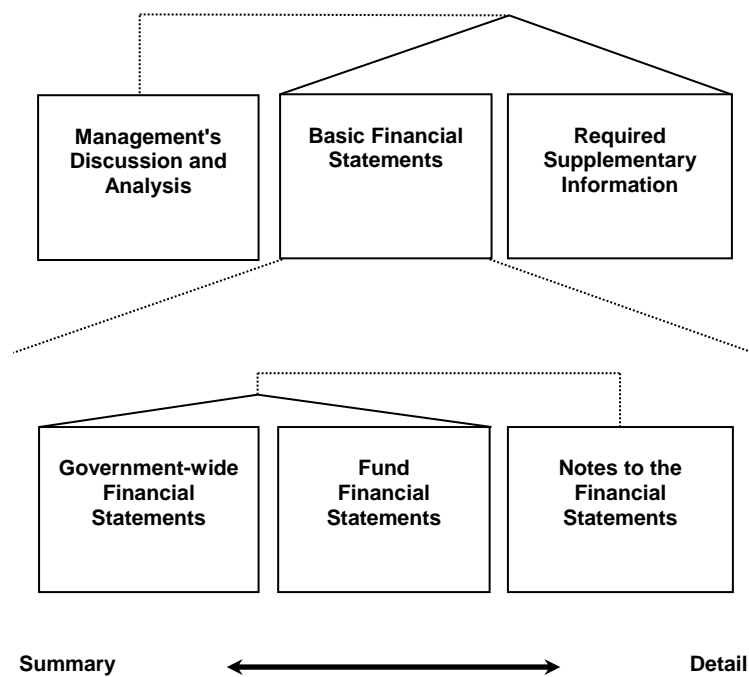 Management's
Discussion and
Analysis
Basic Financial
Statements
Required
Supplementary
Information
Government-wide
Financial
Statements
Fund
Financial
Statements
Notes to the
Financial
Statements
Summary
Detail